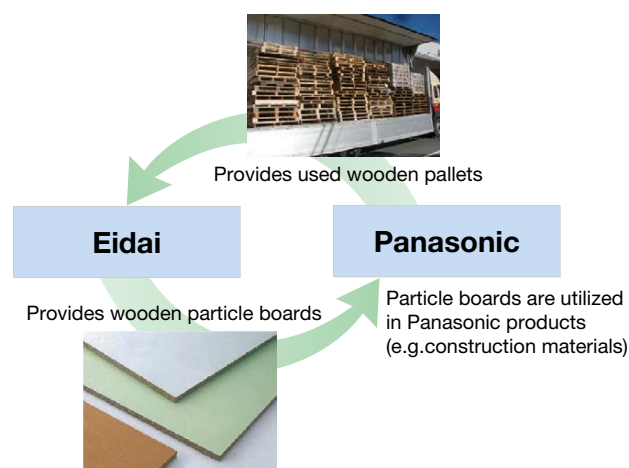 Provides used wooden pallets
Eidai
Panasonic
Provides wooden particle boards
Particle boards are utilized
in Panasonic products
(e.g.construction materials)